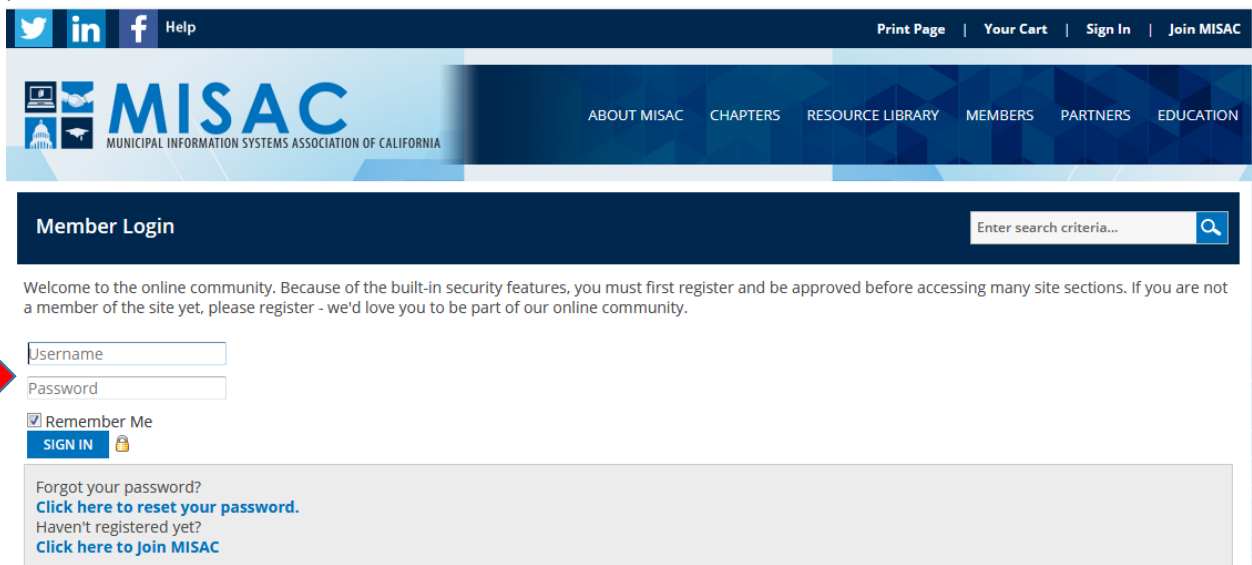 Help
Print Page | Your Cart | Sign In | Join MISAC
MISAC
MUNICIPAL INFORMATION SYSTEMS ASSOCIATION OF CALIFORNIA
ABOUT MISAC CHAPTERS RESOURCE LIBRARY MEMBERS PARTNERS EDUCATION
Member Login
Enter search criteria...
Welcome to the online community. Because of the built-in security features, you must first register and be approved before accessing many site sections. If you are not
a member of the site yet, please register - we'd love you to be part of our online community.
Username
Password
Remember Me
SIGN IN
Forgot your password?
Click here to reset your password.
Haven't registered yet?
Click here to Join MISAC